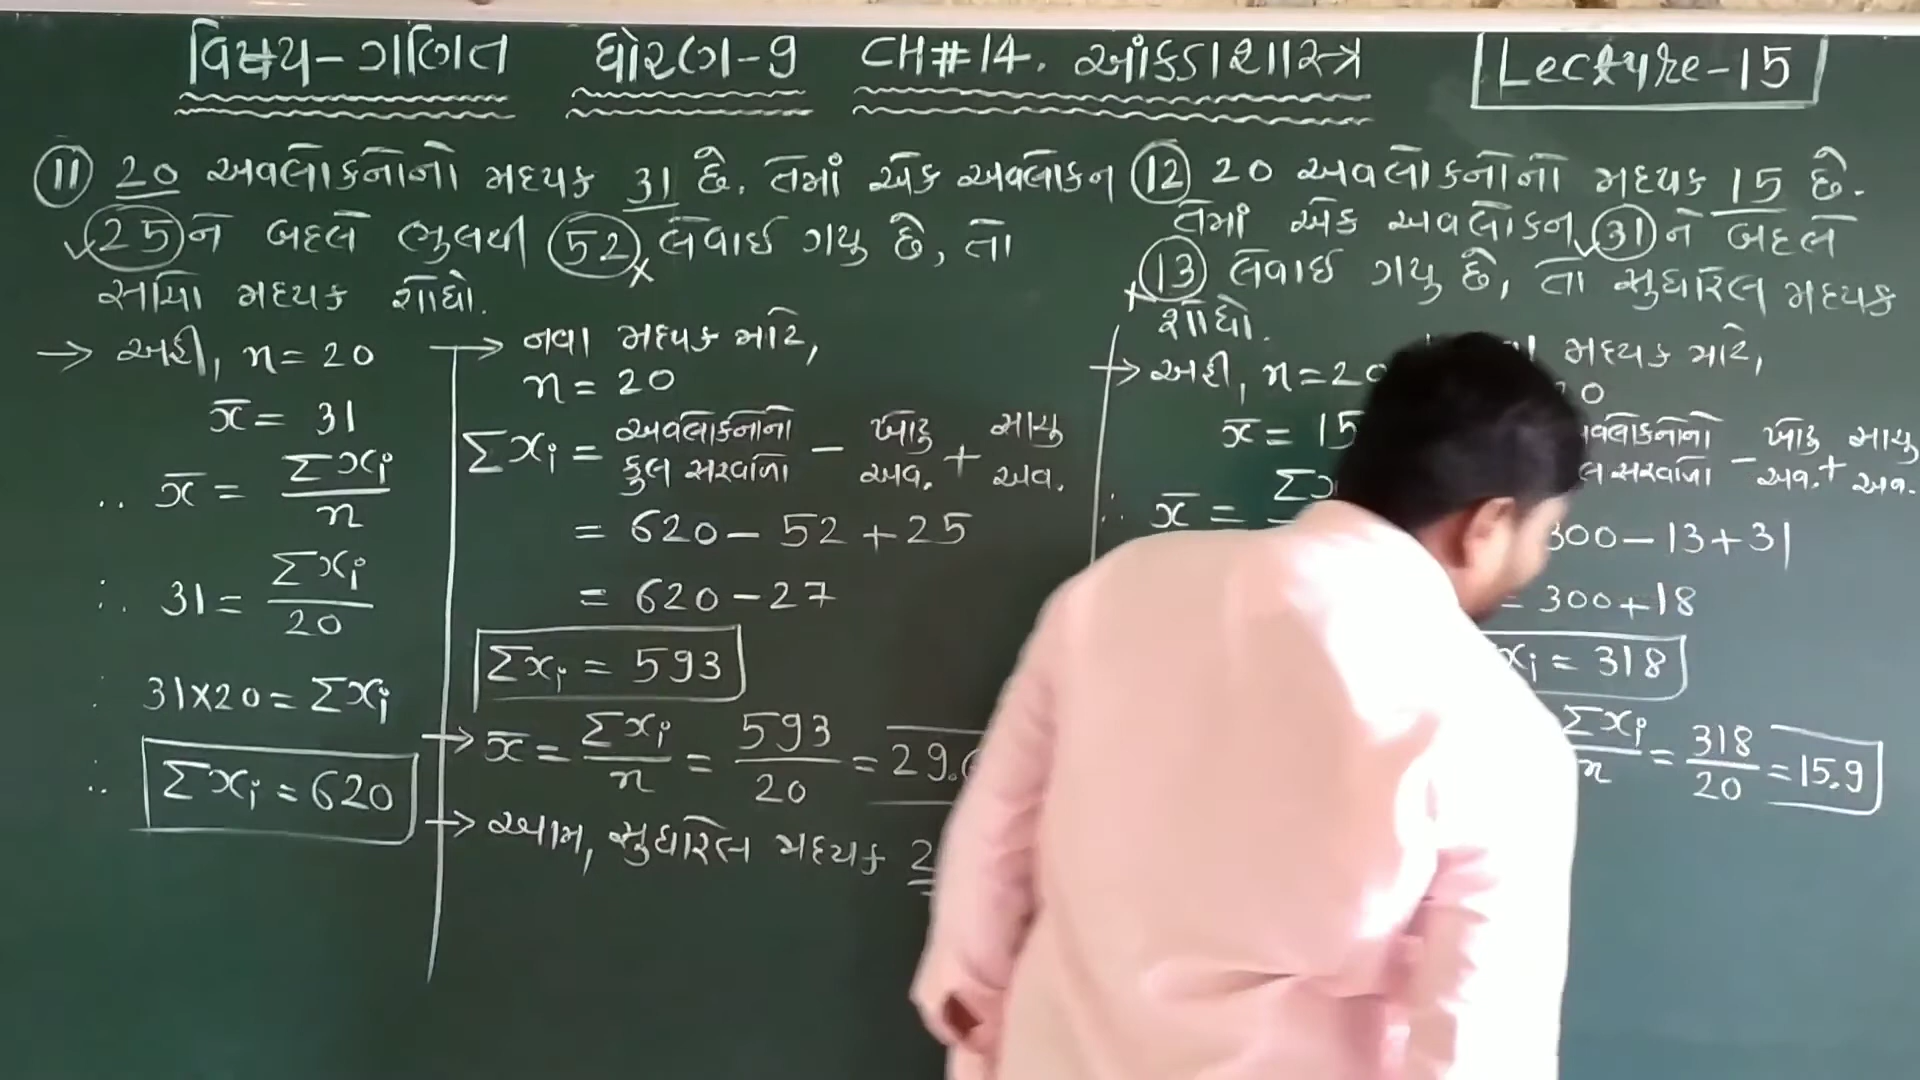 વિષય-ગણિત ધોરણ-9 CH#14. આંકડાશાસ્ત્ર Lecture-15
11 20 અવલોકનોનો મધ્યક 31 છે. તેમાં એક અવલોકન
✓25ને બદલે ભુલથી 52× લેવાઈ ગયુ છે, તો
સાચો મધ્યક શોધો.
→ અહી, n = 20
x̄ = 31
∴ x̄ = Σxi / n
∴ 31 = Σxi / 20
∴ 31×20 = Σxi
∴ Σxi = 620
→ નવા મધ્યક માટે,
n = 20
Σxi = અવલોકનોનો કુલ સરવાળો − ખોટુ અવ. + સાચુ અવ.
= 620 − 52 + 25
= 620 − 27
Σxi = 593
→ x̄ = Σxi / n = 593 / 20 = 29.
→ આમ, સુધારેલ મધ્યક 2
12 20 અવલોકનોનો મધ્યક 15 છે.
તેમાં એક અવલોકન ✓31ને બદલે
×13 લેવાઈ ગયુ છે, તો સુધારેલ મધ્યક
શોધો.
→ અહી, n = 20
x̄ = 15
∴ x̄ = Σx
મધ્યક માટે,
0
સરવાળો − ખોટુ અવ. + સાચુ અવ.
300 − 13 + 31
= 300 + 18
xi = 318
Σxi / n = 318 / 20 = 15.9